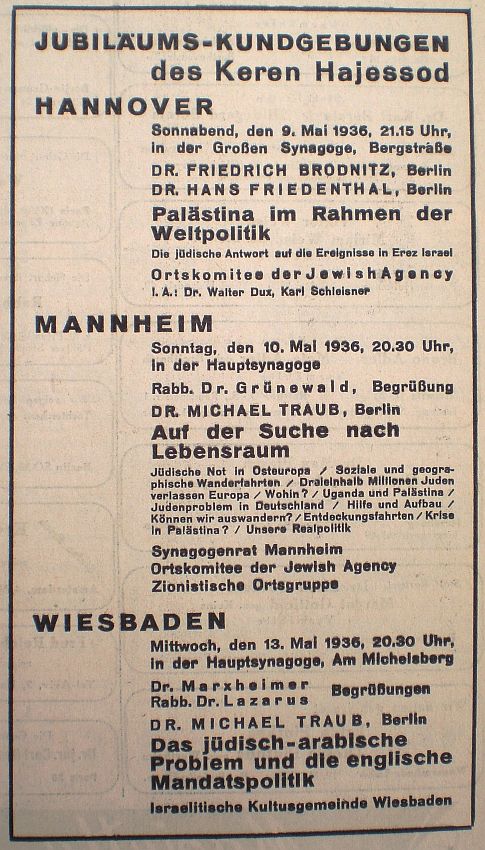 JUBILÄUMS-KUNDGEBUNGEN
des Keren Hajessod
HANNOVER
Sonnabend, den 9. Mai 1936, 21.15 Uhr,
in der Großen Synagoge, Bergstraße
DR. FRIEDRICH BRODNITZ, Berlin
DR. HANS FRIEDENTHAL, Berlin
Palästina im Rahmen der
Weltpolitik
Die jüdische Antwort auf die Ereignisse in Erez Israel
Ortskomitee der Jewish Agency
I. A.: Dr. Walter Dux, Karl Schleisner
MANNHEIM
Sonntag, den 10. Mai 1936, 20.30 Uhr,
in der Hauptsynagoge
Rabb. Dr. Grünewald, Begrüßung
DR. MICHAEL TRAUB, Berlin
Auf der Suche nach
Lebensraum
Jüdische Not in Osteuropa / Soziale und geogra-
phische Wanderfahrten / Dreieinhalb Millionen Juden
verlassen Europa / Wohin? / Uganda und Palästina /
Judenproblem in Deutschland / Hilfe und Aufbau /
Können wir auswandern? / Entdeckungsfahrten / Krise
in Palästina? / Unsere Realpolitik
Synagogenrat Mannheim
Ortskomitee der Jewish Agency
Zionistische Ortsgruppe
WIESBADEN
Mittwoch, den 13. Mai 1936, 20.30 Uhr,
in der Hauptsynagoge, Am Michelsberg
Dr. Marxheimer
Rabb. Dr. Lazarus Begrüßungen
DR. MICHAEL TRAUB, Berlin
Das jüdisch-arabische
Problem und die englische
Mandatspolitik
Israelitische Kultusgemeinde Wiesbaden